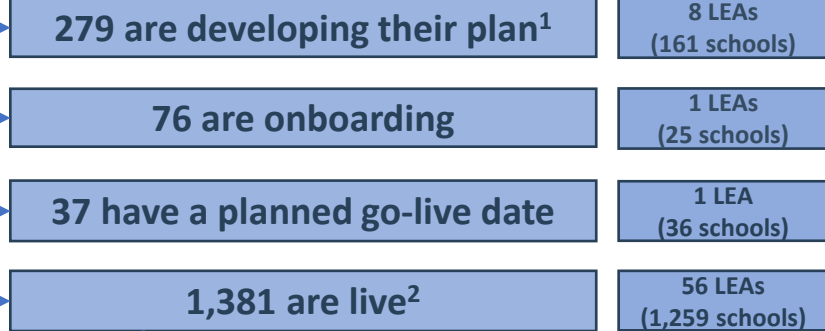 279 are developing their plan¹
8 LEAs
(161 schools)
76 are onboarding
1 LEAs
(25 schools)
37 have a planned go-live date
1 LEA
(36 schools)
1,381 are live²
56 LEAs
(1,259 schools)